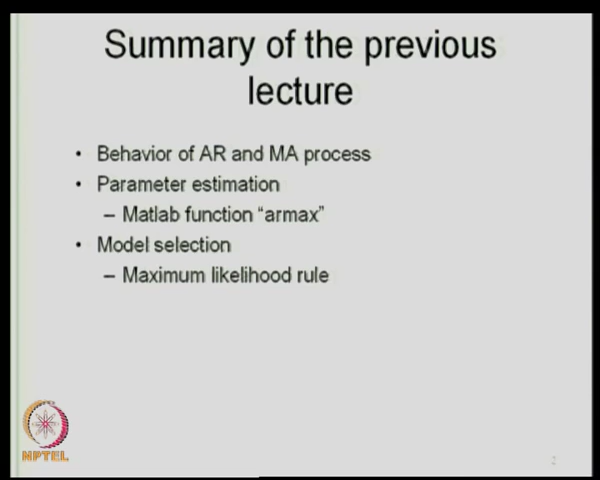 Summary of the previous
lecture
• Behavior of AR and MA process
• Parameter estimation
– Matlab function “armax”
• Model selection
– Maximum likelihood rule
NPTEL